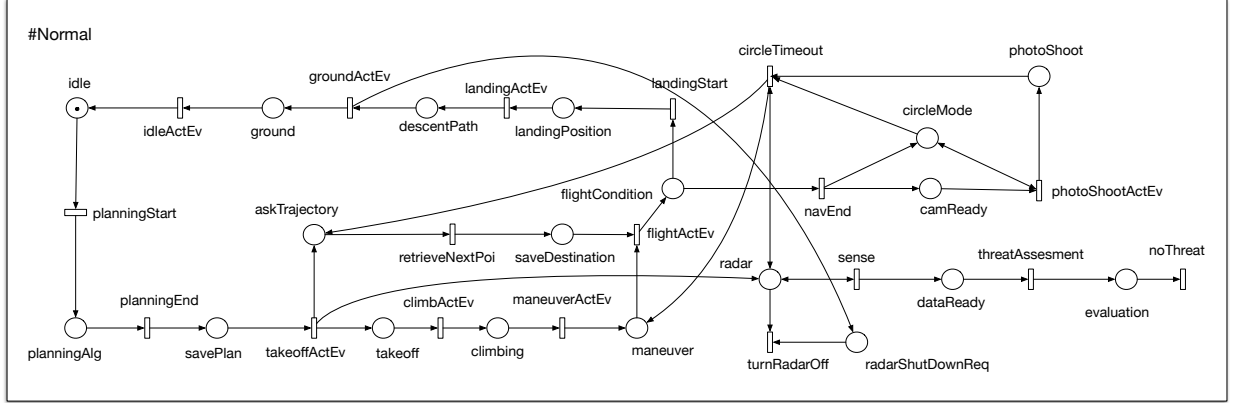 #Normal
circleTimeout
photoShoot
idle
groundActEv
landingActEv
landingStart
circleMode
idleActEv
ground
descentPath
landingPosition
flightCondition
photoShootActEv
planningStart
askTrajectory
navEnd
camReady
flightActEv
retrieveNextPoi
saveDestination
radar
sense
threatAssesment
noThreat
planningEnd
climbActEv
maneuverActEv
dataReady
evaluation
planningAlg
savePlan
takeoffActEv
takeoff
climbing
maneuver
turnRadarOff
radarShutDownReq